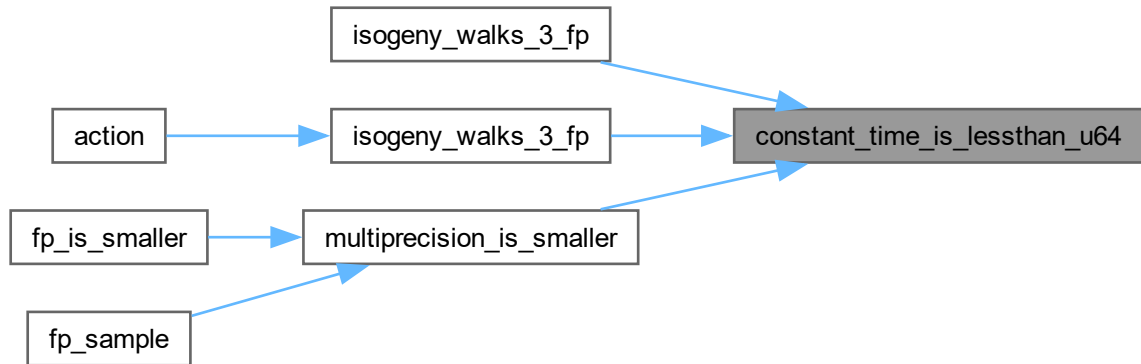 isogeny_walks_3_fp
action
isogeny_walks_3_fp
constant_time_is_lessthan_u64
fp_is_smaller
multiprecision_is_smaller
fp_sample